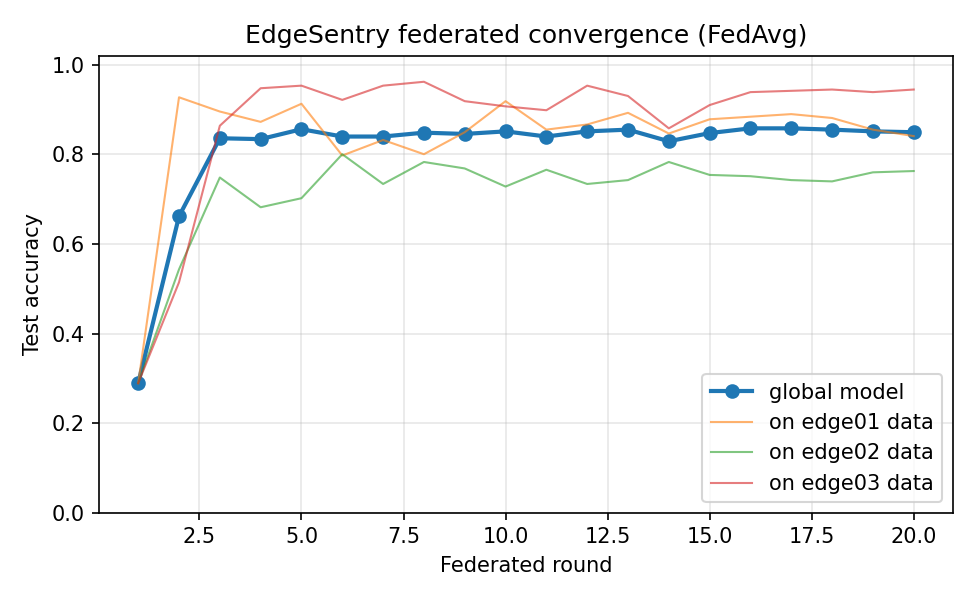 EdgeSentry federated convergence (FedAvg)
1.0
0.8
0.6
0.4
0.2
0.0
Test accuracy
global model
on edge01 data
on edge02 data
on edge03 data
2.5 5.0 7.5 10.0 12.5 15.0 17.5 20.0
Federated round